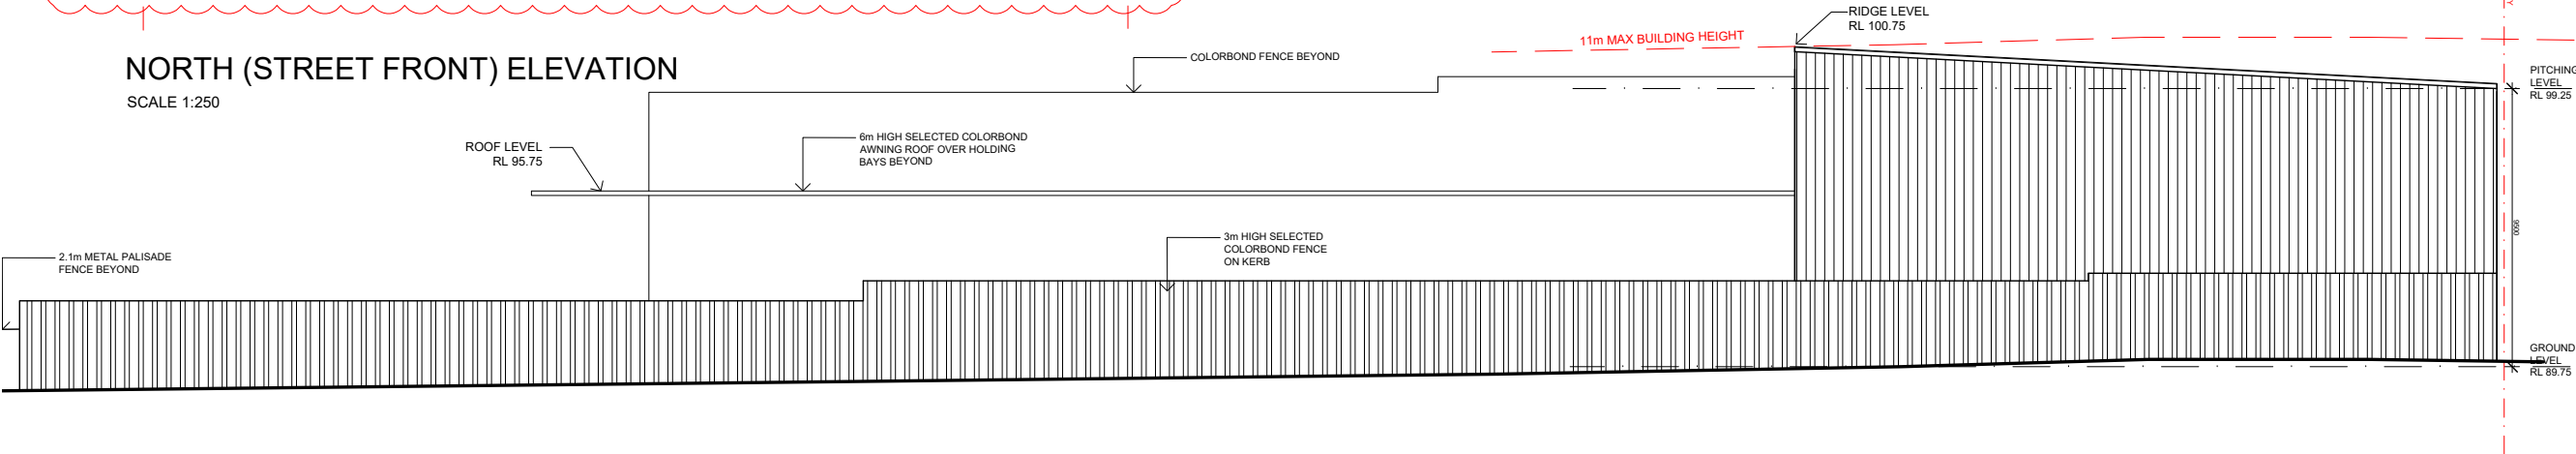 NORTH (STREET FRONT) ELEVATION
SCALE 1:250
COLORBOND FENCE BEYOND
11m MAX BUILDING HEIGHT
RIDGE LEVEL
RL 100.75
PITCHING
LEVEL
RL 99.25
ROOF LEVEL
RL 95.75
6m HIGH SELECTED COLORBOND
AWNING ROOF OVER HOLDING
BAYS BEYOND
3m HIGH SELECTED
COLORBOND FENCE
ON KERB
2.1m METAL PALISADE
FENCE BEYOND
GROUND
LEVEL
RL 89.75